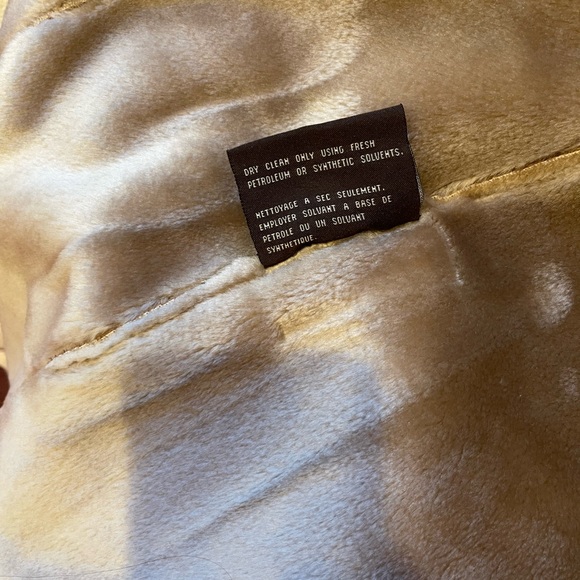 DRY CLEAN ONLY USING FRESH
PETROLEUM OR SYNTHETIC SOLVENTS.
NETTOYAGE A SEC SEULEMENT.
EMPLOYER SOLVANT A BASE DE
PETROLE OU UN SOLVANT
SYNTHETIQUE.